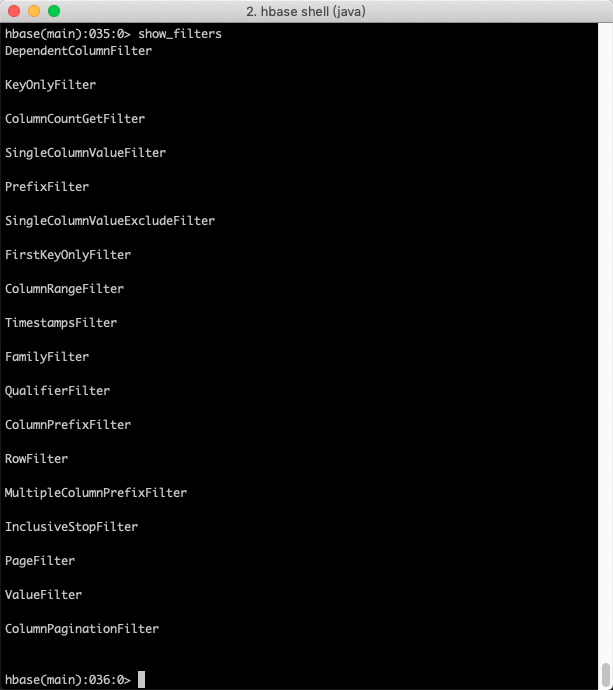 2. hbase shell (java)
hbase(main):035:0> show_filters
DependentColumnFilter
KeyOnlyFilter
ColumnCountGetFilter
SingleColumnValueFilter
PrefixFilter
SingleColumnValueExcludeFilter
FirstKeyOnlyFilter
ColumnRangeFilter
TimestampsFilter
FamilyFilter
QualifierFilter
ColumnPrefixFilter
RowFilter
MultipleColumnPrefixFilter
InclusiveStopFilter
PageFilter
ValueFilter
ColumnPaginationFilter
hbase(main):036:0>